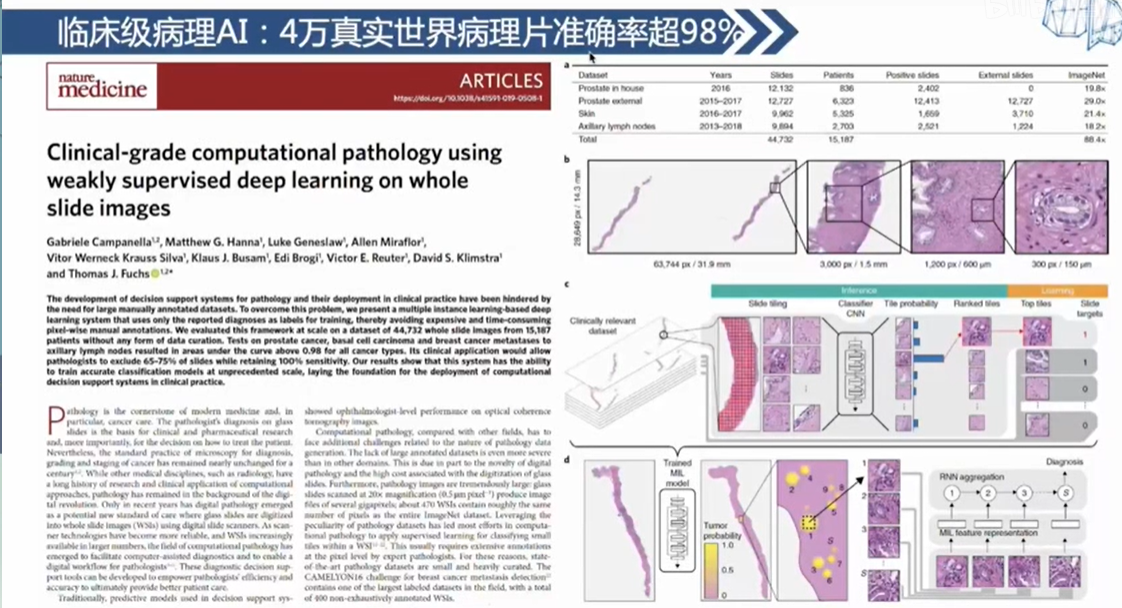 临床级病理AI：4万真实世界病理片准确率超98%
nature
medicine
ARTICLES
https://doi.org/10.1038/s41591-019-0508-1
Clinical-grade computational pathology using
weakly supervised deep learning on whole
slide images
Gabriele Campanella1,2, Matthew G. Hanna1, Luke Geneslaw1, Allen Miraflor1,
Vitor Werneck Krauss Silva1, Klaus J. Busam1, Edi Brogi1, Victor E. Reuter1, David S. Klimstra1
and Thomas J. Fuchs1,2*
The development of decision support systems for pathology and their deployment in clinical practice have been hindered by
the need for large manually annotated datasets. To overcome this problem, we present a multiple instance learning-based deep
learning system that uses only the reported diagnoses as labels for training, thereby avoiding expensive and time-consuming
pixel-wise manual annotations. We evaluated this framework at scale on a dataset of 44,732 whole slide images from 15,187
patients without any form of data curation. Tests on prostate cancer, basal cell carcinoma and breast cancer metastases to
axillary lymph nodes resulted in areas under the curve above 0.98 for all cancer types. Its clinical application would allow
pathologists to exclude 65–75% of slides while retaining 100% sensitivity. Our results show that this system has the ability
to train accurate classification models at unprecedented scale, laying the foundation for the deployment of computational
decision support systems in clinical practice.
Pathology is the cornerstone of modern medicine and, in
particular, cancer care. The pathologist's diagnosis on glass
slides is the basis for clinical and pharmaceutical research
and, more importantly, for the decision on how to treat the patient.
Nevertheless, the standard practice of microscopy for diagnosis,
grading and staging of cancer has remained nearly unchanged for a
century. While other medical disciplines, such as radiology, have
a long history of research and clinical application of computational
approaches, pathology has remained in the background of the digi-
tal revolution. Only in recent years has digital pathology emerged
as a potential new standard of care where glass slides are digitized
into whole slide images (WSIs) using digital slide scanners. As scan-
ner technologies have become more reliable, and WSIs increasingly
available in larger numbers, the field of computational pathology has
emerged to facilitate computer-assisted diagnostics and to enable a
digital workflow for pathologists. These diagnostic decision sup-
port tools can be developed to empower pathologists' efficiency and
accuracy to ultimately provide better patient care.
Traditionally, predictive models used in decision support sys-
showed ophthalmologist-level performance on optical coherence
tomography images.
Computational pathology, compared with other fields, has to
face additional challenges related to the nature of pathology data
generation. The lack of large annotated datasets is even more severe
than in other domains. This is due in part to the novelty of digital
pathology and the high cost associated with the digitization of glass
slides. Furthermore, pathology images are tremendously large: glass
slides scanned at 20× magnification (0.5 μm pixel−1) produce image
files of several gigapixels; about 470 WSIs contain roughly the same
number of pixels as the entire ImageNet dataset. Leveraging the
peculiarity of pathology datasets has led most efforts in computa-
tional pathology to apply supervised learning for classifying small
tiles within a WSI. This usually requires extensive annotations
at the pixel level by expert pathologists. For these reasons, state-
of-the-art pathology datasets are small and heavily curated. The
CAMELYON16 challenge for breast cancer metastasis detection
contains one of the largest labeled datasets in the field, with a total
of 400 non-exhaustively annotated WSIs.
a
Dataset Years Slides Patients Positive slides External slides ImageNet
Prostate in house 2016 12,132 836 2,402 0 19.8×
Prostate external 2015–2017 12,727 6,323 12,413 12,727 29.0×
Skin 2016–2017 9,962 5,325 1,659 3,710 21.4×
Axillary lymph nodes 2013–2018 9,894 2,703 2,521 1,224 18.2×
Total 44,732 15,187 88.4×
b
28,649 px / 14.3 mm
63,744 px / 31.9 mm
3,000 px / 1.5 mm
1,200 px / 600 μm
300 px / 150 μm
c
Inference Learning
Slide tiling
Classifier
CNN
Tile probability
Ranked tiles
Top tiles
Slide
targets
Clinically relevant
dataset
1
1
0
0
d
Trained
MIL
model
Tumor
probability
1.0
0.5
0
2 4 9 8 5 1 S 3 6 7
1
2
3
S
Diagnosis
RNN aggregation
1 2 3 S
MIL feature representation